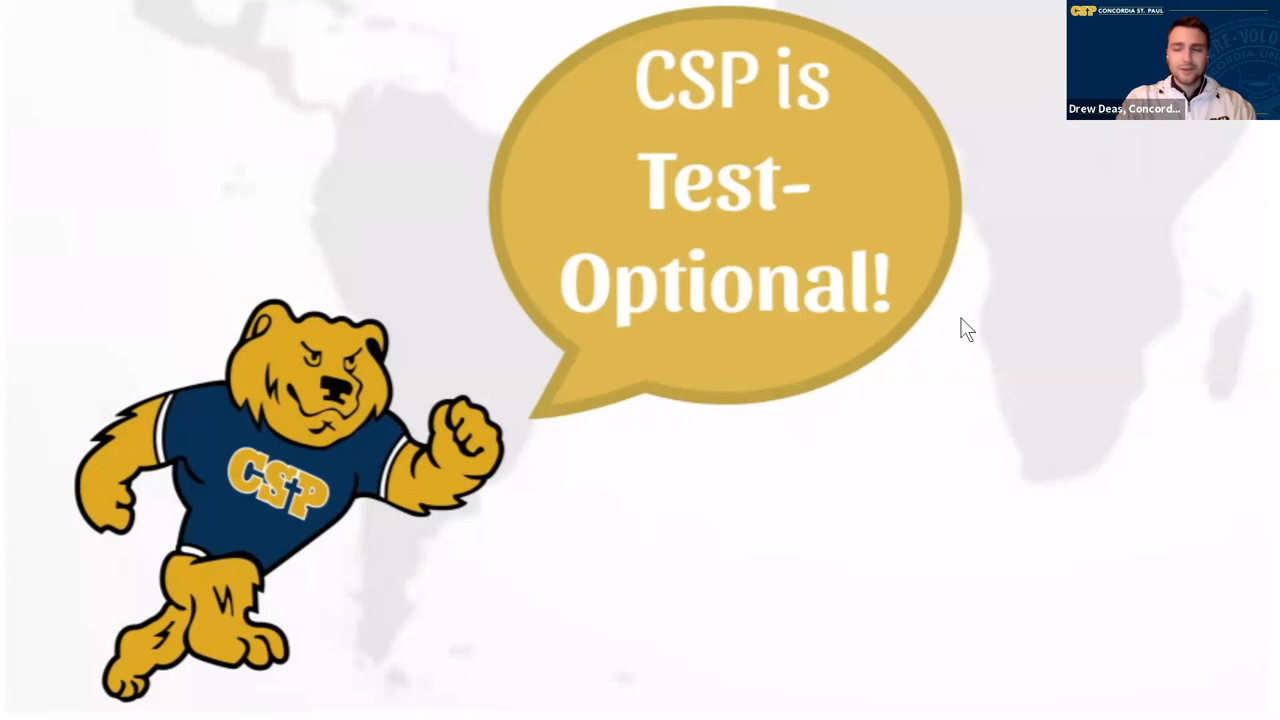 CSP is
Test-
Optional!
CSP
CSP CONCORDIA ST. PAUL
Drew Deas, Concord...